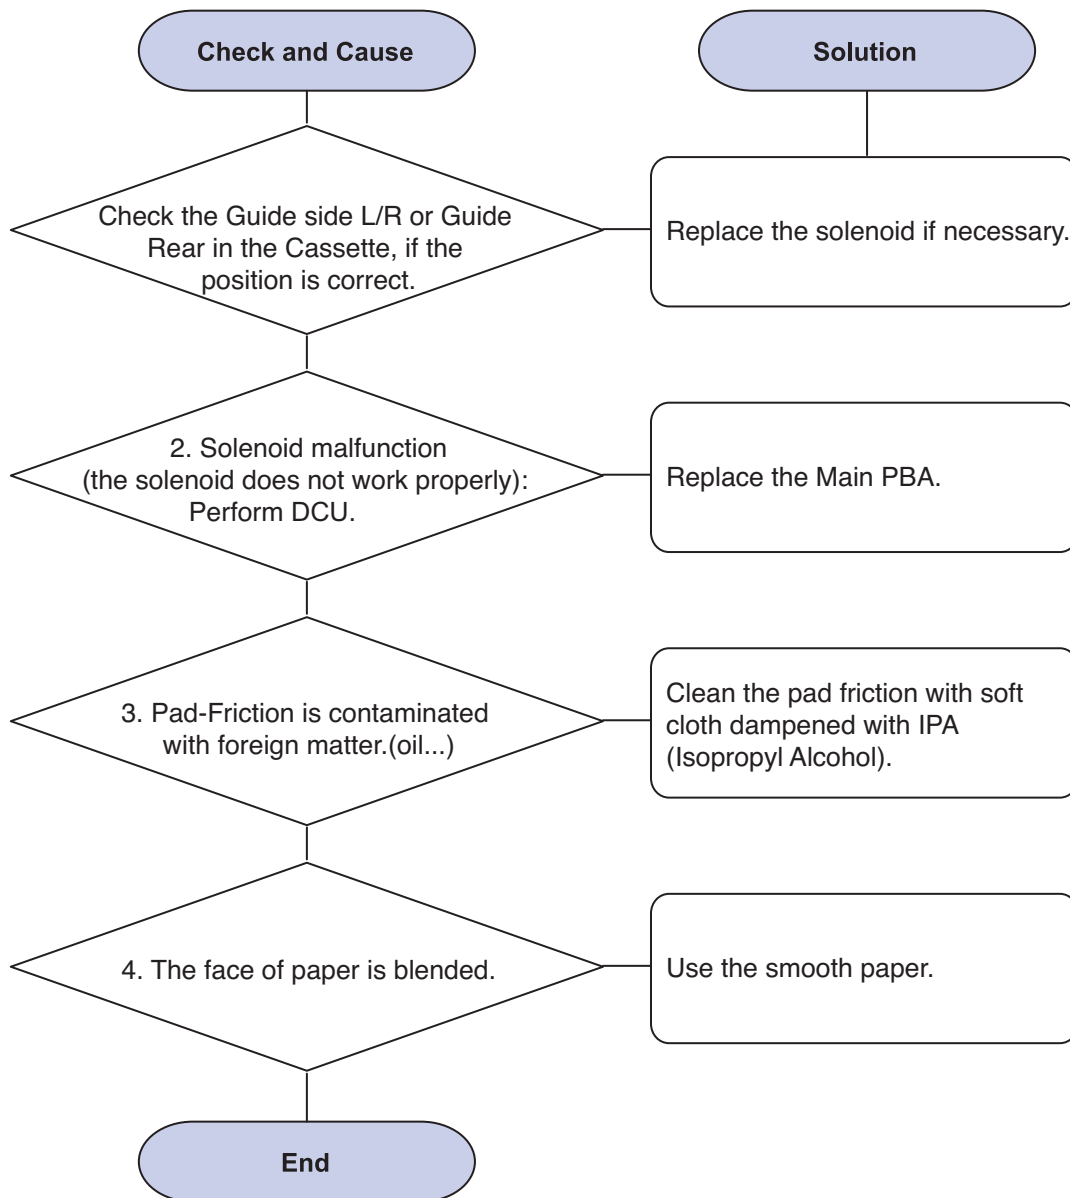 Check and Cause
Solution
Check the Guide side L/R or Guide
Rear in the Cassette, if the
position is correct.
Replace the solenoid if necessary.
2. Solenoid malfunction
(the solenoid does not work properly):
Perform DCU.
Replace the Main PBA.
3. Pad-Friction is contaminated
with foreign matter.(oil...)
Clean the pad friction with soft
cloth dampened with IPA
(Isopropyl Alcohol).
4. The face of paper is blended.
Use the smooth paper.
End